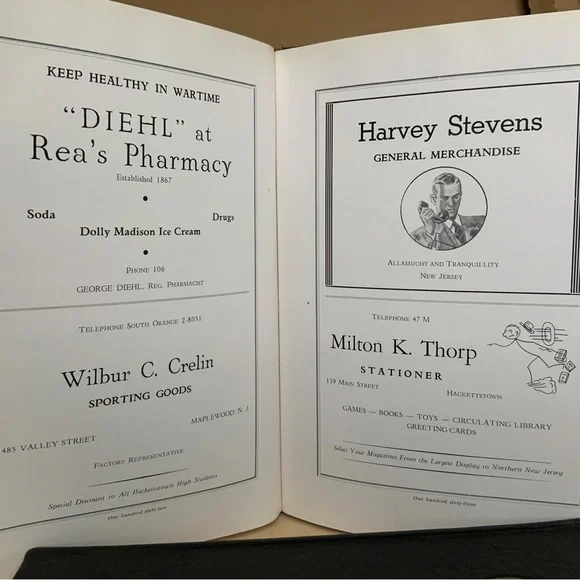 KEEP HEALTHY IN WARTIME
"DIEHL" at
Rea's Pharmacy
Established 1867
Soda Drugs
Dolly Madison Ice Cream
PHONE 106
GEORGE DIEHL, REG. PHARMACIST
TELEPHONE SOUTH ORANGE 2-8031
Wilbur C. Crelin
SPORTING GOODS
MAPLEWOOD, N. J.
485 VALLEY STREET
FACTORY REPRESENTATIVE
Special Discount to All Hackettstown High Students
One hundred sixty-two
Harvey Stevens
GENERAL MERCHANDISE
ALLAMUCHY AND TRANQUILLITY
NEW JERSEY
TELEPHONE 47 M
Milton K. Thorp
STATIONER
159 MAIN STREET HACKETTSTOWN
GAMES — BOOKS — TOYS — CIRCULATING LIBRARY
GREETING CARDS
Select Your Magazines From the Largest Display in Northern New Jersey
One hundred sixty-three